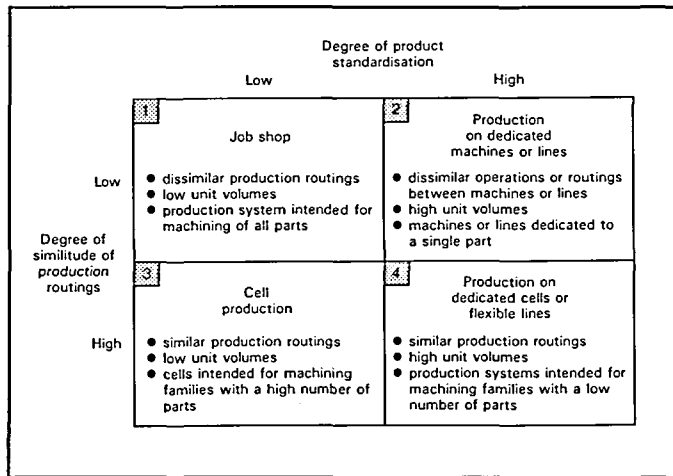 Degree of product
standardisation
Low
High
1
Job shop
● dissimilar production routings
● low unit volumes
● production system intended for
machining of all parts
2
Production
on dedicated
machines or lines
● dissimilar operations or routings
between machines or lines
● high unit volumes
● machines or lines dedicated to
a single part
Low
Degree of
similitude of
production
routings
High
3
Cell
production
● similar production routings
● low unit volumes
● cells intended for machining
families with a high number of
parts
4
Production on
dedicated cells or
flexible lines
● similar production routings
● high unit volumes
● production systems intended for
machining families with a low
number of parts